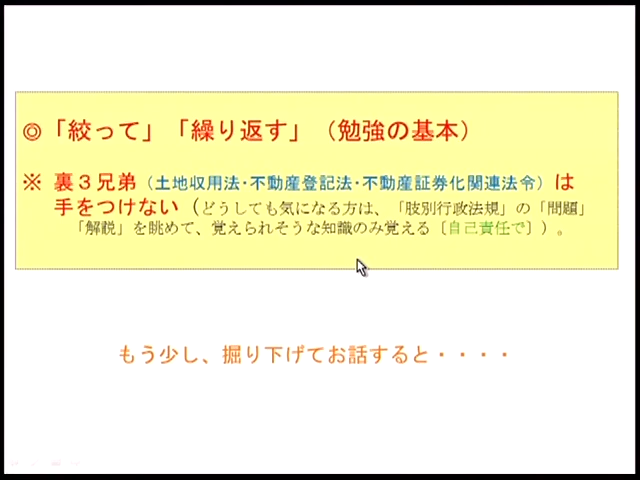 ◎「絞って」「繰り返す」（勉強の基本）
※ 裏３兄弟（土地収用法・不動産登記法・不動産証券化関連法令）は
手をつけない（どうしても気になる方は、「肢別行政法規」の「問題」
「解説」を眺めて、覚えられそうな知識のみ覚える〔自己責任で〕）。
もう少し、掘り下げてお話すると・・・・